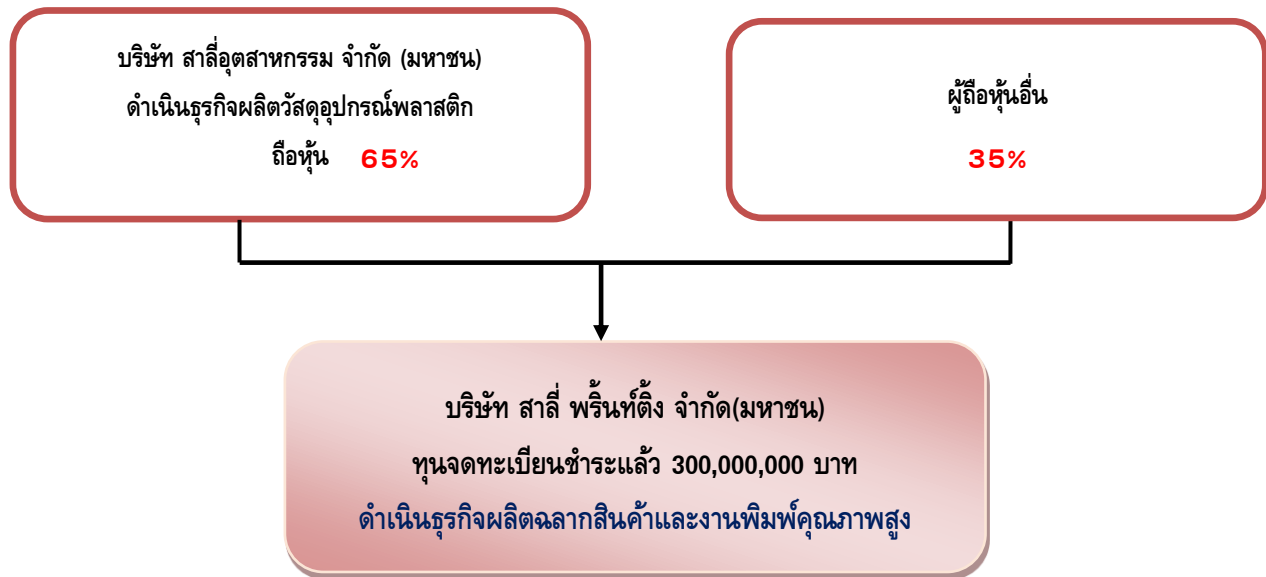 บริษัท สาลี่อุตสาหกรรม จำกัด (มหาชน)
ดำเนินธุรกิจผลิตวัสดุอุปกรณ์พลาสติก
ถือหุ้น 65%
ผู้ถือหุ้นอื่น
35%
บริษัท สาลี่ พริ้นท์ติ้ง จำกัด(มหาชน)
ทุนจดทะเบียนชำระแล้ว 300,000,000 บาท
ดำเนินธุรกิจผลิตฉลากสินค้าและงานพิมพ์คุณภาพสูง